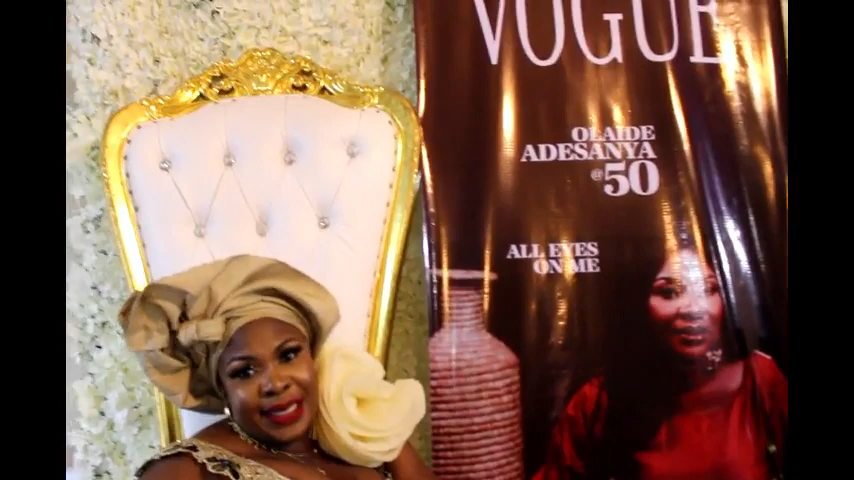 VOGUE
OLAIDE
ADESANYA
@50
ALL EYES
ON ME